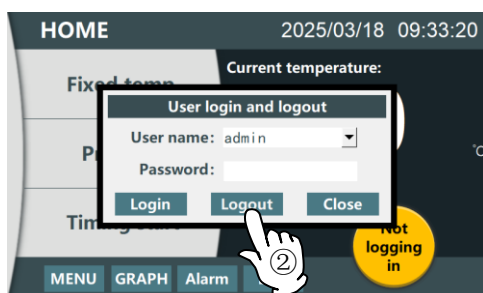 HOME 2025/03/18 09:33:20
Current temperature:
User login and logout
User name: admin
Password:
℃
Login Logout Close
Not
logging
in
②
MENU GRAPH Alarm